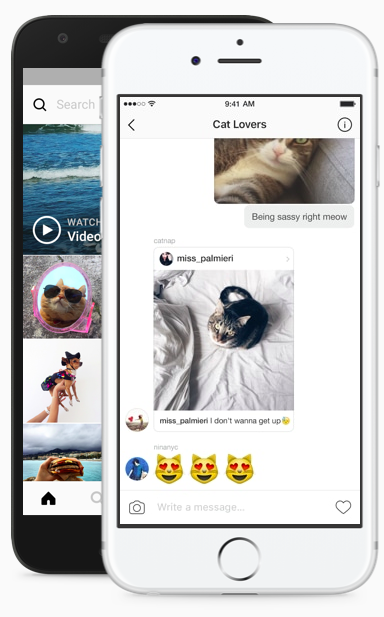 Search
WATCH
Video
9:41 AM
Cat Lovers
Being sassy right meow
catnap
miss_palmieri
miss_palmieri I don't wanna get up
ninanyc
Write a message...